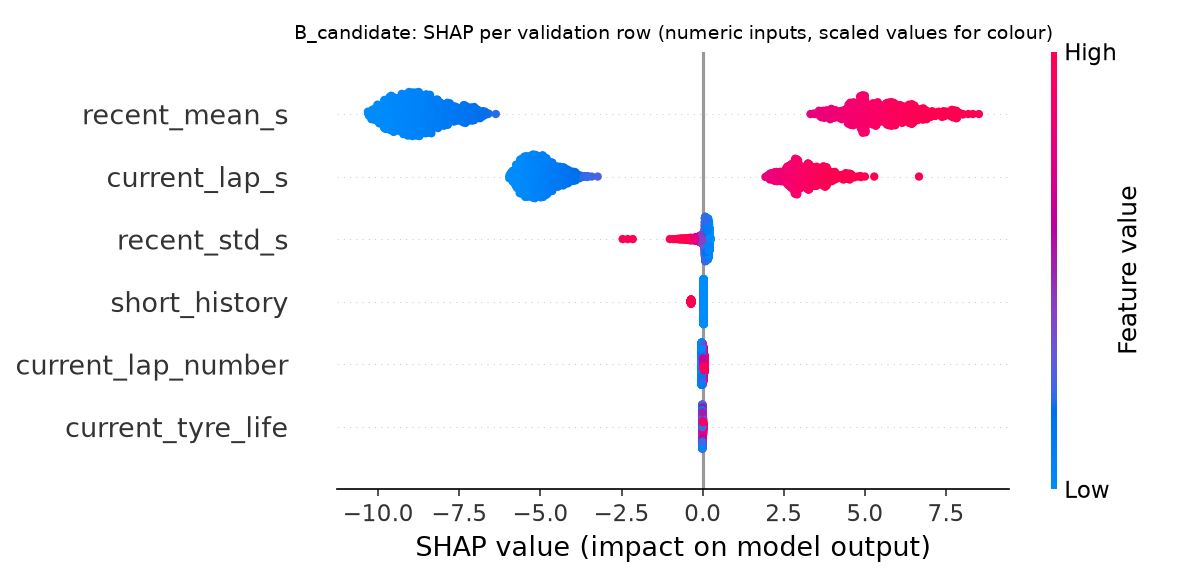 B_candidate: SHAP per validation row (numeric inputs, scaled values for colour)
High
recent_mean_s
current_lap_s
recent_std_s
short_history
current_lap_number
current_tyre_life
Feature value
Low
−10.0 −7.5 −5.0 −2.5 0.0 2.5 5.0 7.5
SHAP value (impact on model output)